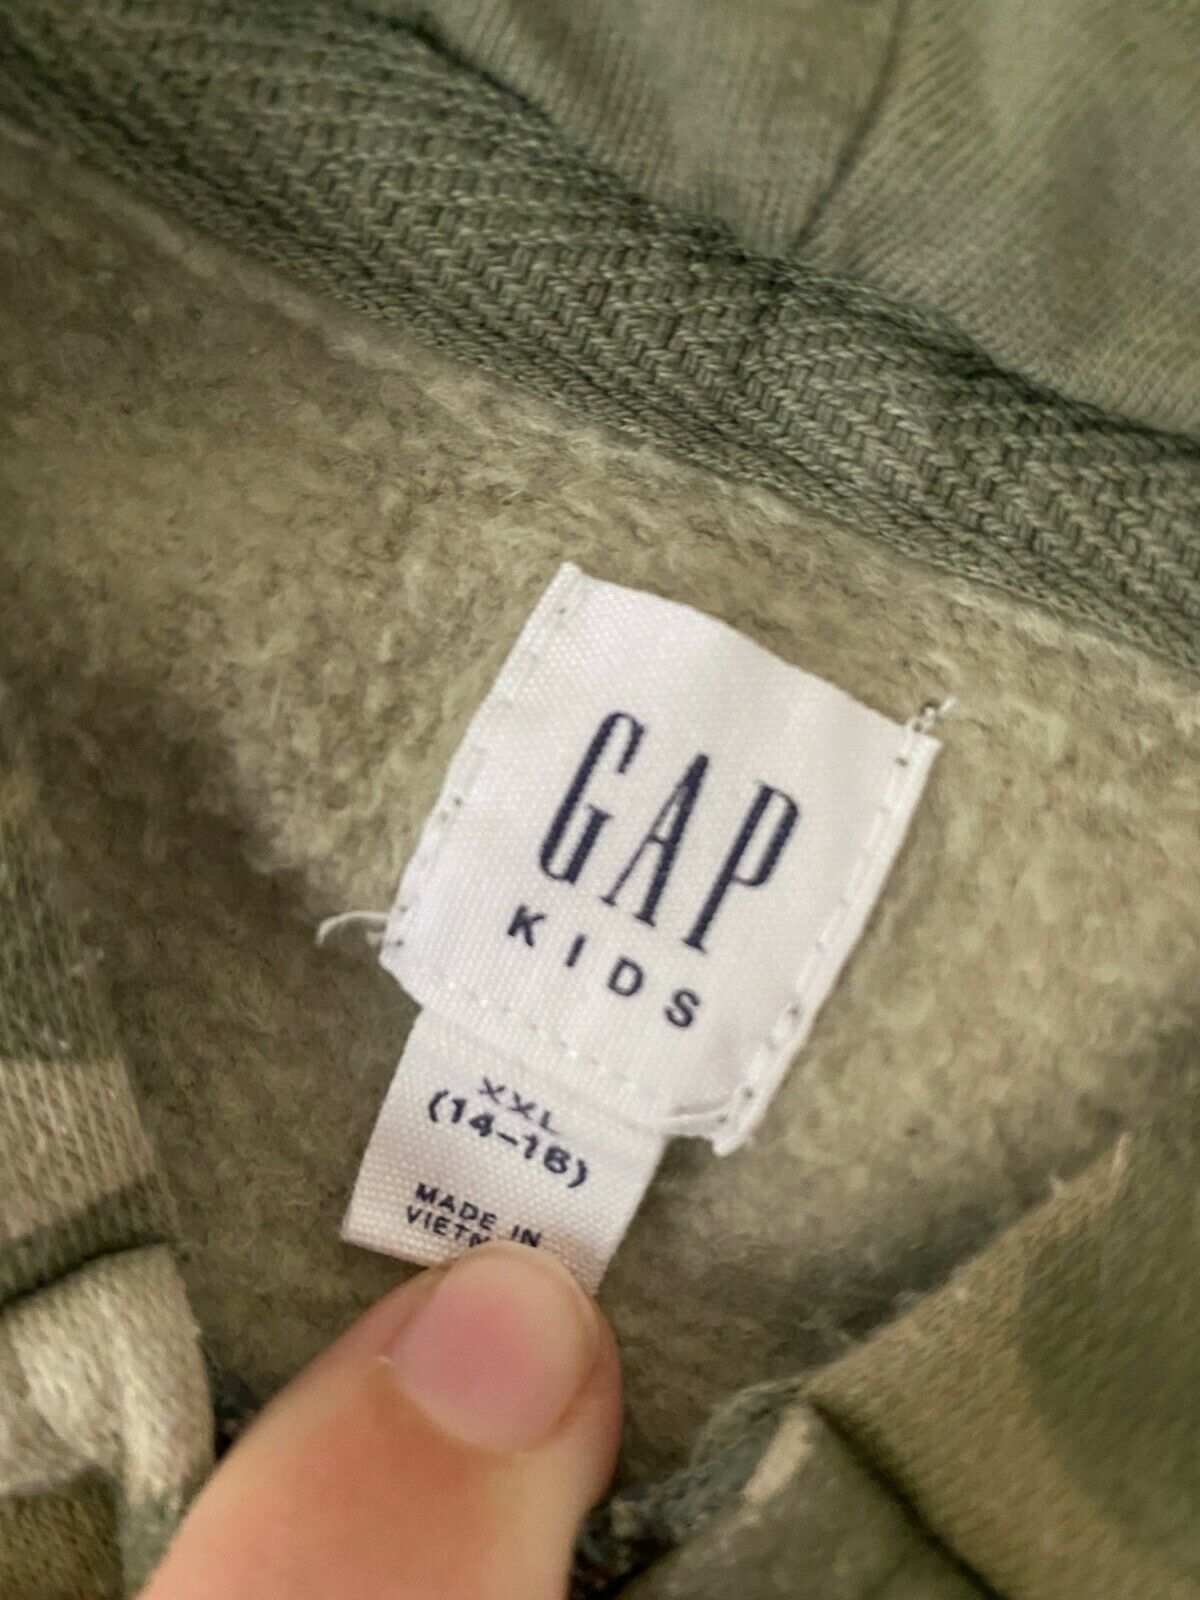 GAP
KIDS
XXL
(14-16)
MADE IN